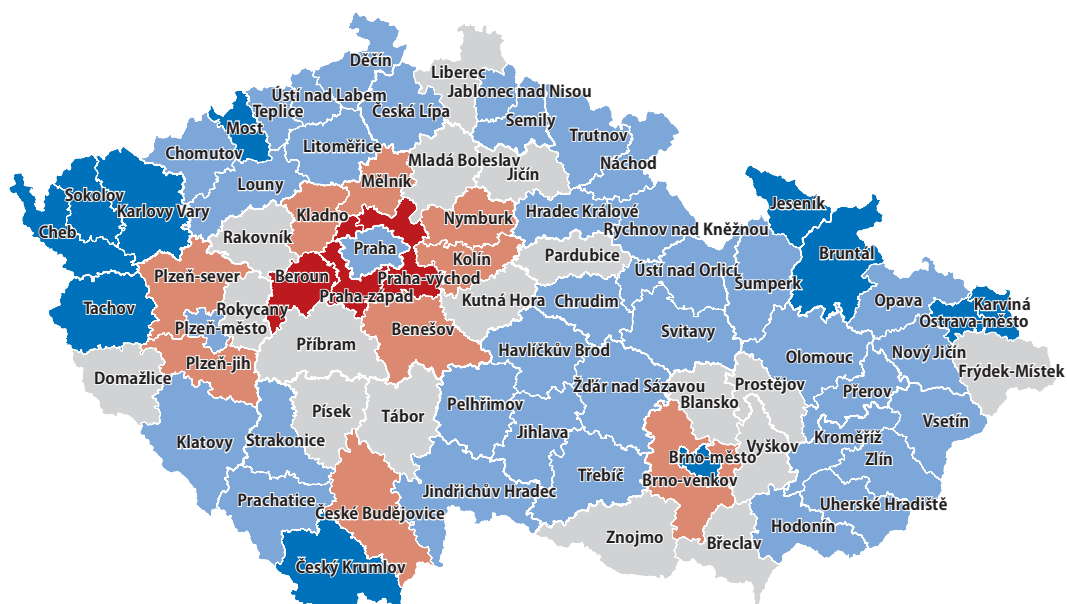 Děčín
Liberec
Ústí nad Labem
Jablonec nad Nisou
Teplice
Česká Lípa
Most
Semily
Trutnov
Chomutov
Litoměřice
Mladá Boleslav
Jičín
Náchod
Louny
Mělník
Sokolov
Karlovy Vary
Kladno
Nymburk
Hradec Králové
Jeseník
Cheb
Rakovník
Praha
Rychnov nad Kněžnou
Kolín
Pardubice
Bruntál
Plzeň-sever
Beroun
Praha-východ
Ústí nad Orlicí
Šumperk
Praha-západ
Kutná Hora
Chrudim
Opava
Karviná
Tachov
Rokycany
Ostrava-město
Plzeň-město
Benešov
Svitavy
Příbram
Havlíčkův Brod
Olomouc
Nový Jičín
Plzeň-jih
Frýdek-Místek
Domažlice
Žďár nad Sázavou
Prostějov
Přerov
Písek
Tábor
Pelhřimov
Blansko
Vsetín
Klatovy
Strakonice
Jihlava
Vyškov
Kroměříž
Brno-město
Zlín
Třebíč
Brno-venkov
Prachatice
Jindřichův Hradec
České Budějovice
Uherské Hradiště
Hodonín
Znojmo
Břeclav
Český Krumlov